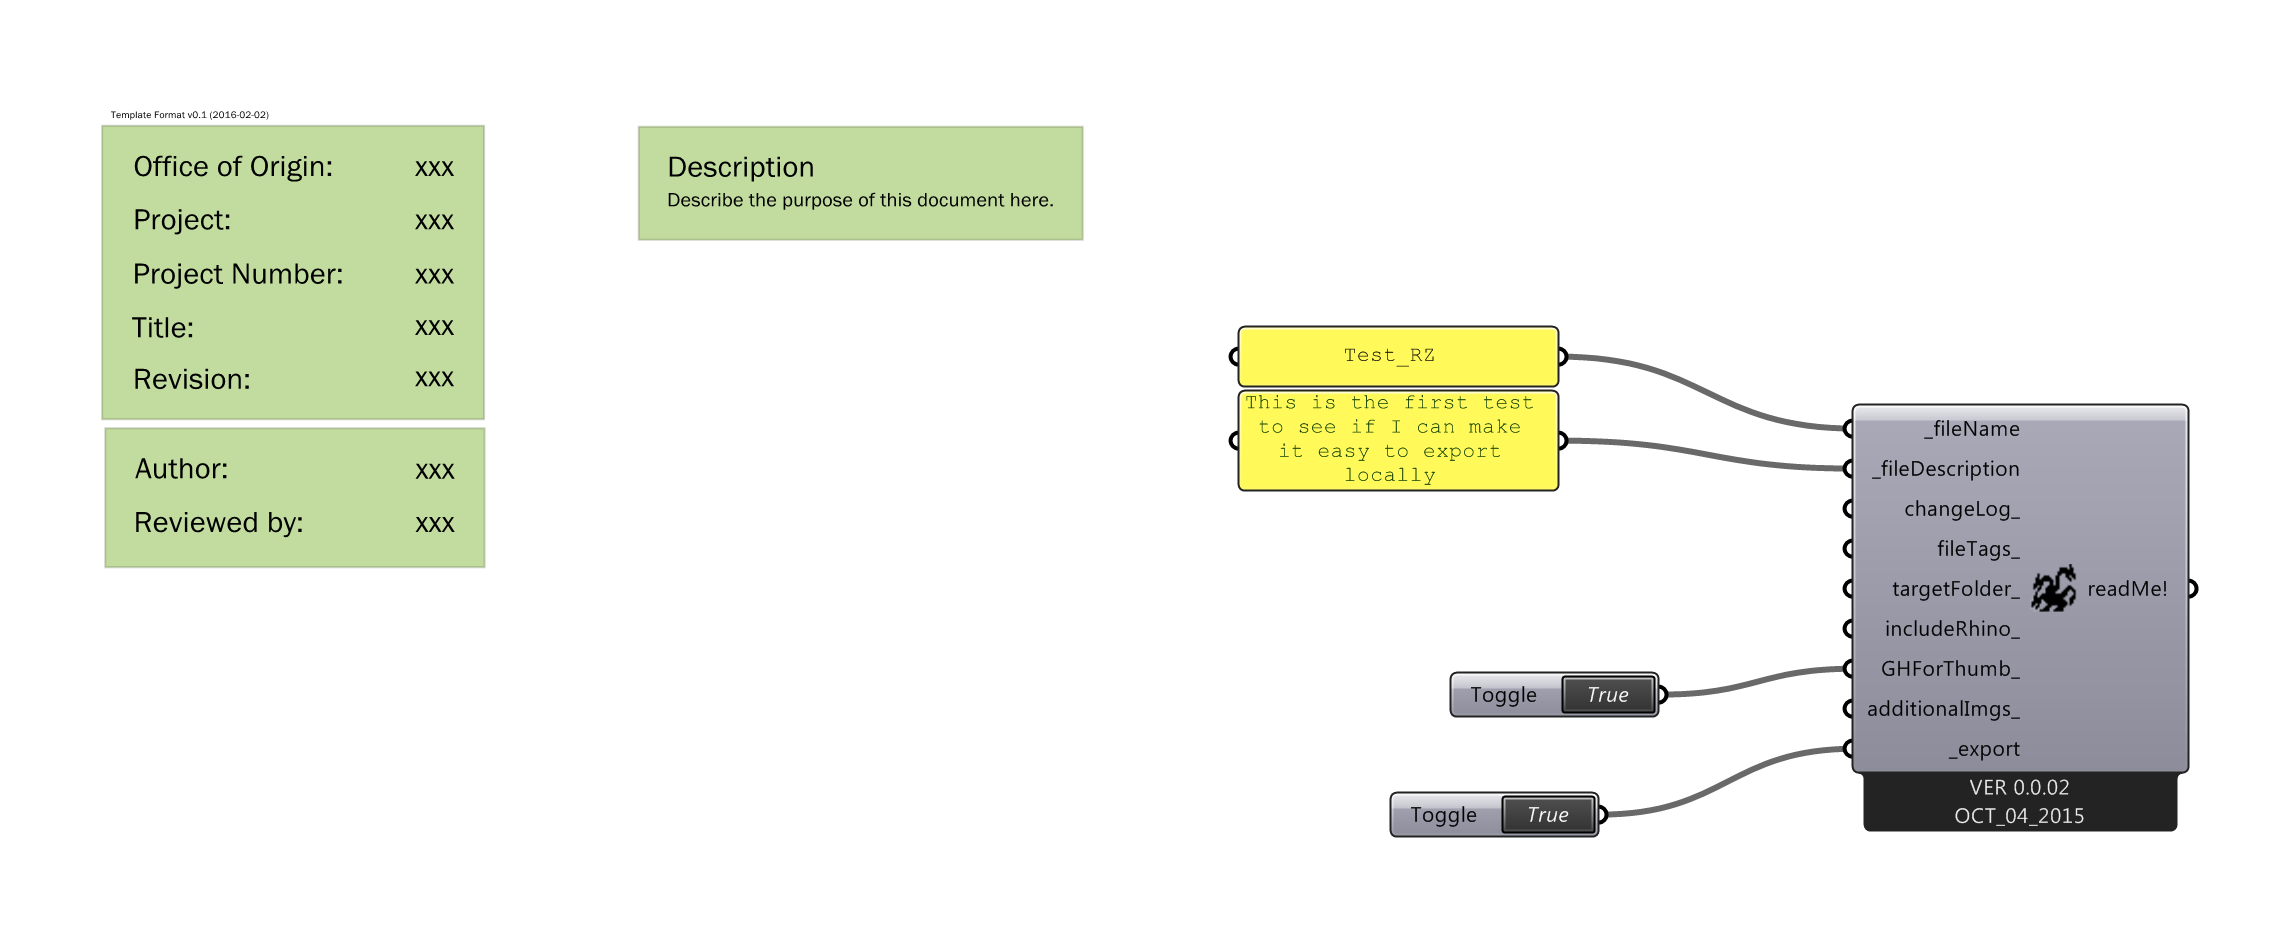 Template Format v0.1 (2016-02-02)
Office of Origin: xxx
Project: xxx
Project Number: xxx
Title: xxx
Revision: xxx
Author: xxx
Reviewed by: xxx
Description
Describe the purpose of this document here.
Test_RZ
This is the first test
to see if I can make
it easy to export
locally
Toggle True
Toggle True
_fileName
_fileDescription
changeLog_
fileTags_
targetFolder_
includeRhino_
GHForThumb_
additionalImgs_
_export
readMe!
VER 0.0.02
OCT_04_2015